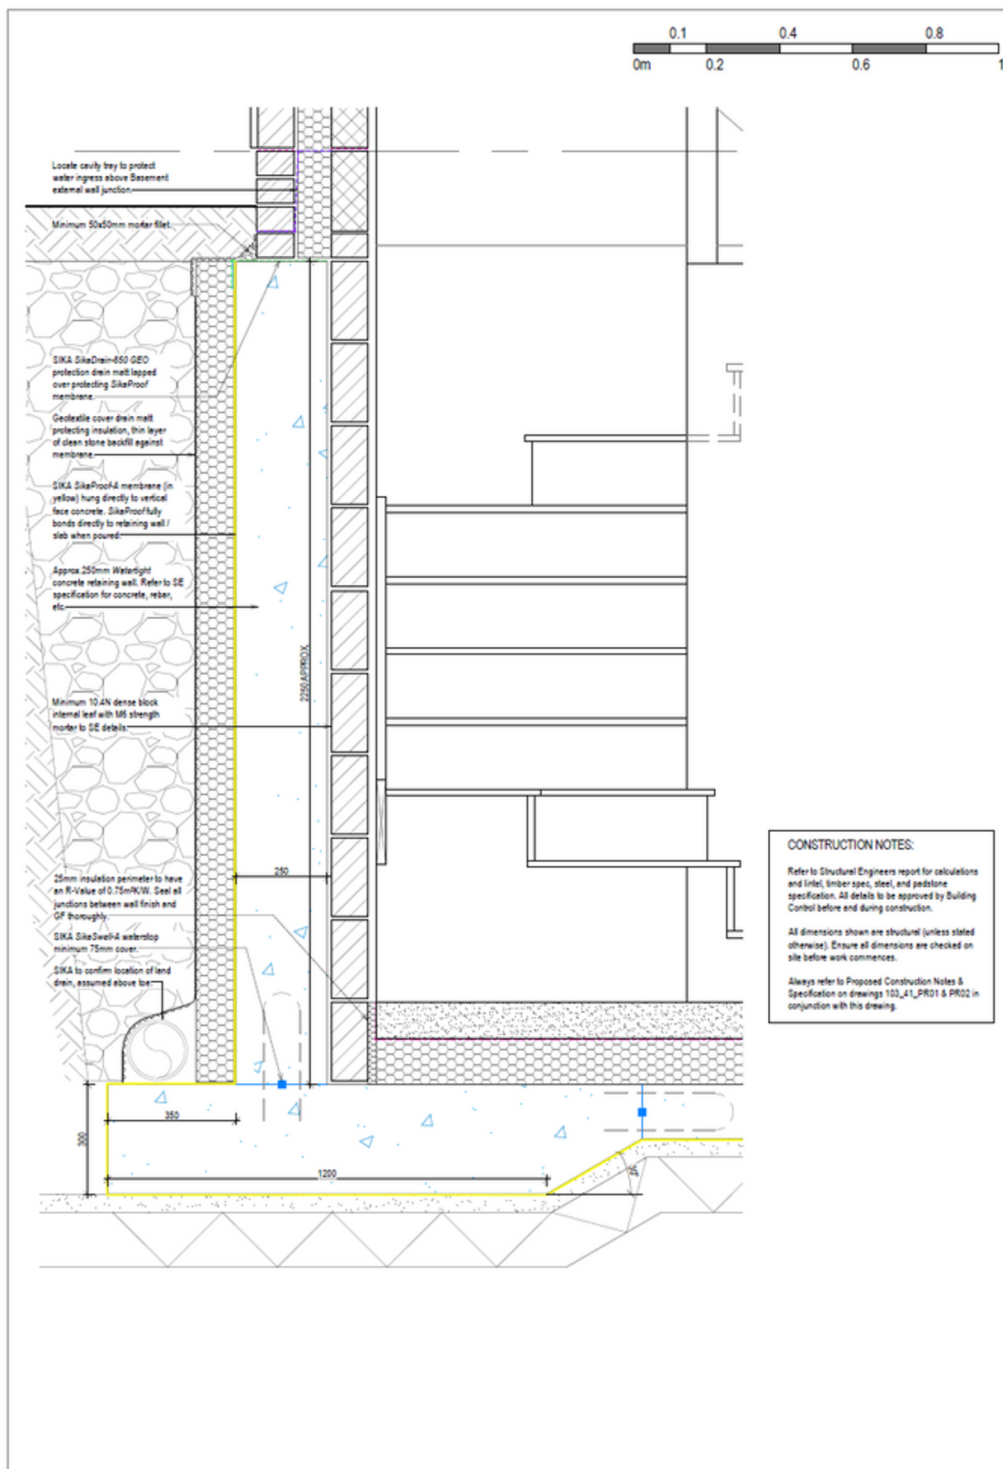 0.1 0.4 0.8
0m 0.2 0.6 1
Locate cavity tray to protect
water ingress above Basement
external wall junction.
Minimum 50x50mm mortar fillet.
SIKA SikaDrain-850 GEO
protection drain matt lapped
over protecting SikaProof
membrane.
Geotextile cover drain matt
protecting insulation, thin layer
of clean stone backfill against
membrane.
SIKA SikaProof-A membrane (in
yellow) hung directly to vertical
face concrete. SikaProof fully
bonds directly to retaining wall /
slab when poured.
Approx.250mm Watertight
concrete retaining wall. Refer to SE
specification for concrete, rebar,
etc.
2250 APPROX.
Minimum 10.4N dense block
internal leaf with M6 strength
mortar to SE details.
250
25mm insulation perimeter to have
an R-Value of 0.75m²K/W. Seal all
junctions between wall finish and
GF thoroughly.
SIKA SikaSwell-A waterstop
minimum 75mm cover.
SIKA to confirm location of land
drain, assumed above toe.
350
300
1200
CONSTRUCTION NOTES:
Refer to Structural Engineers report for calculations
and lintel, timber spec, steel, and padstone
specification. All details to be approved by Building
Control before and during construction.
All dimensions shown are structural (unless stated
otherwise). Ensure all dimensions are checked on
site before work commences.
Always refer to Proposed Construction Notes &
Specification on drawings 103_41_PR01 & PR02 in
conjunction with this drawing.